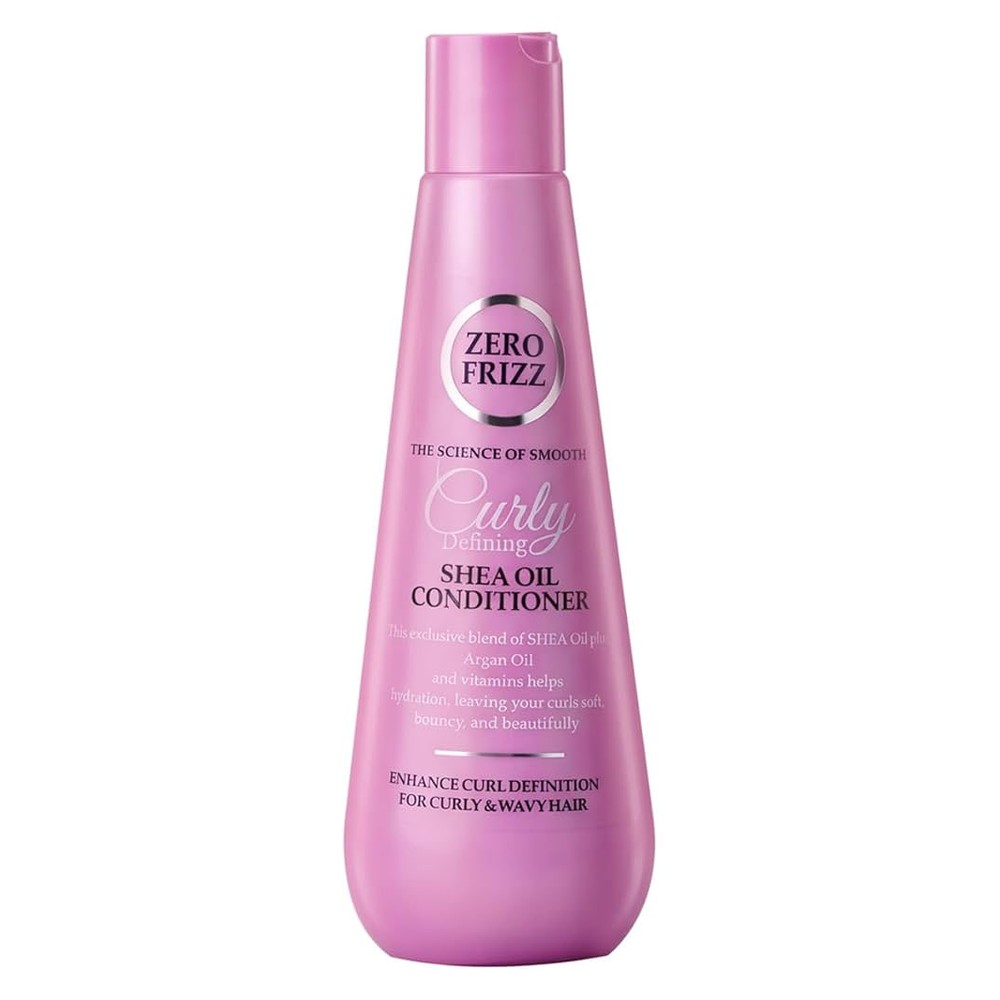 ZERO
FRIZZ
THE SCIENCE OF SMOOTH
Curly
Defining
SHEA OIL
CONDITIONER
This exclusive blend of SHEA Oil plu
Argan Oil
and vitamins helps
hydration, leaving your curls soft,
bouncy, and beautifully
ENHANCE CURL DEFINITION
FOR CURLY & WAVY HAIR